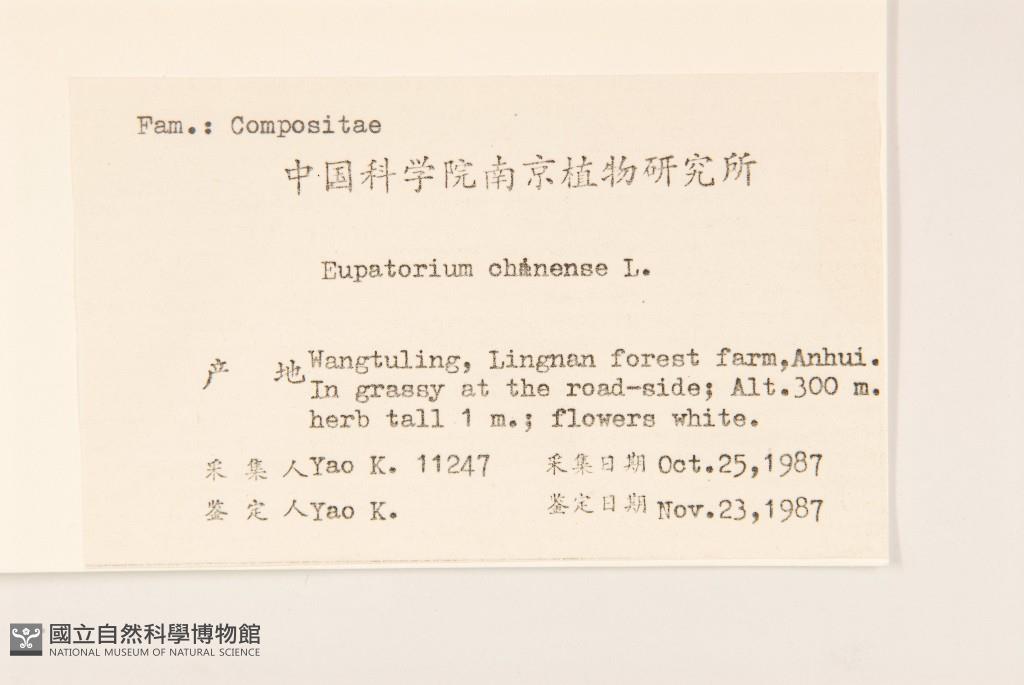 Fam.: Compositae
中国科学院南京植物研究所
Eupatorium chinense L.
产 地 Wangtuling, Lingnan forest farm,Anhui.
In grassy at the road-side; Alt.300 m.
herb tall 1 m.; flowers white.
采 集 人 Yao K. 11247 采集日期 Oct.25,1987
鉴 定 人 Yao K. 鉴定日期 Nov.23,1987
國立自然科學博物館
NATIONAL MUSEUM OF NATURAL SCIENCE